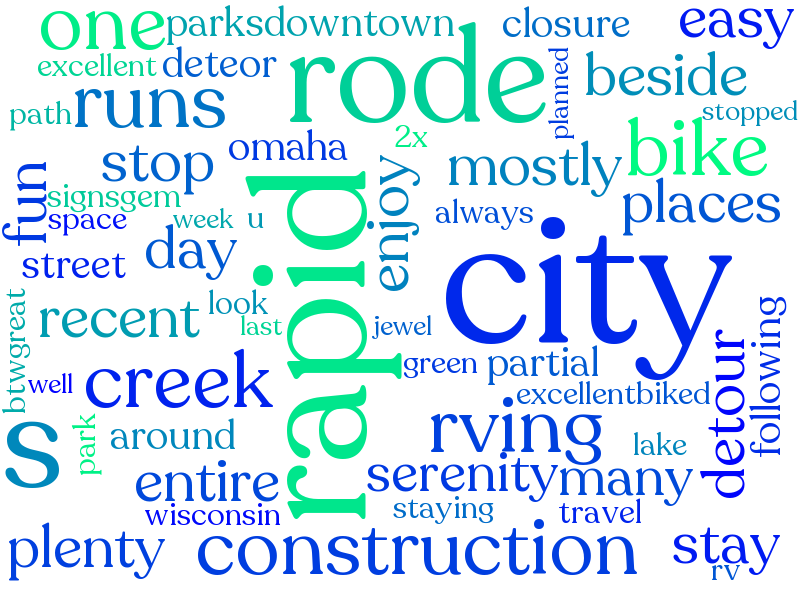 one
parksdowntown
closure
easy
excellent
deteor
rode
planned
beside
path
runs
2x
stopped
stop
omaha
bike
fun
signsgem
rapid
enjoy
mostly
places
space
week
u
always
street
day
city
recent
look
last
jewel
btwgreat
well
creek
green
partial
detour
following
excellentbiked
s
park
around
rving
lake
entire
serenity
many
wisconsin
staying
travel
plenty
construction
stay
rv